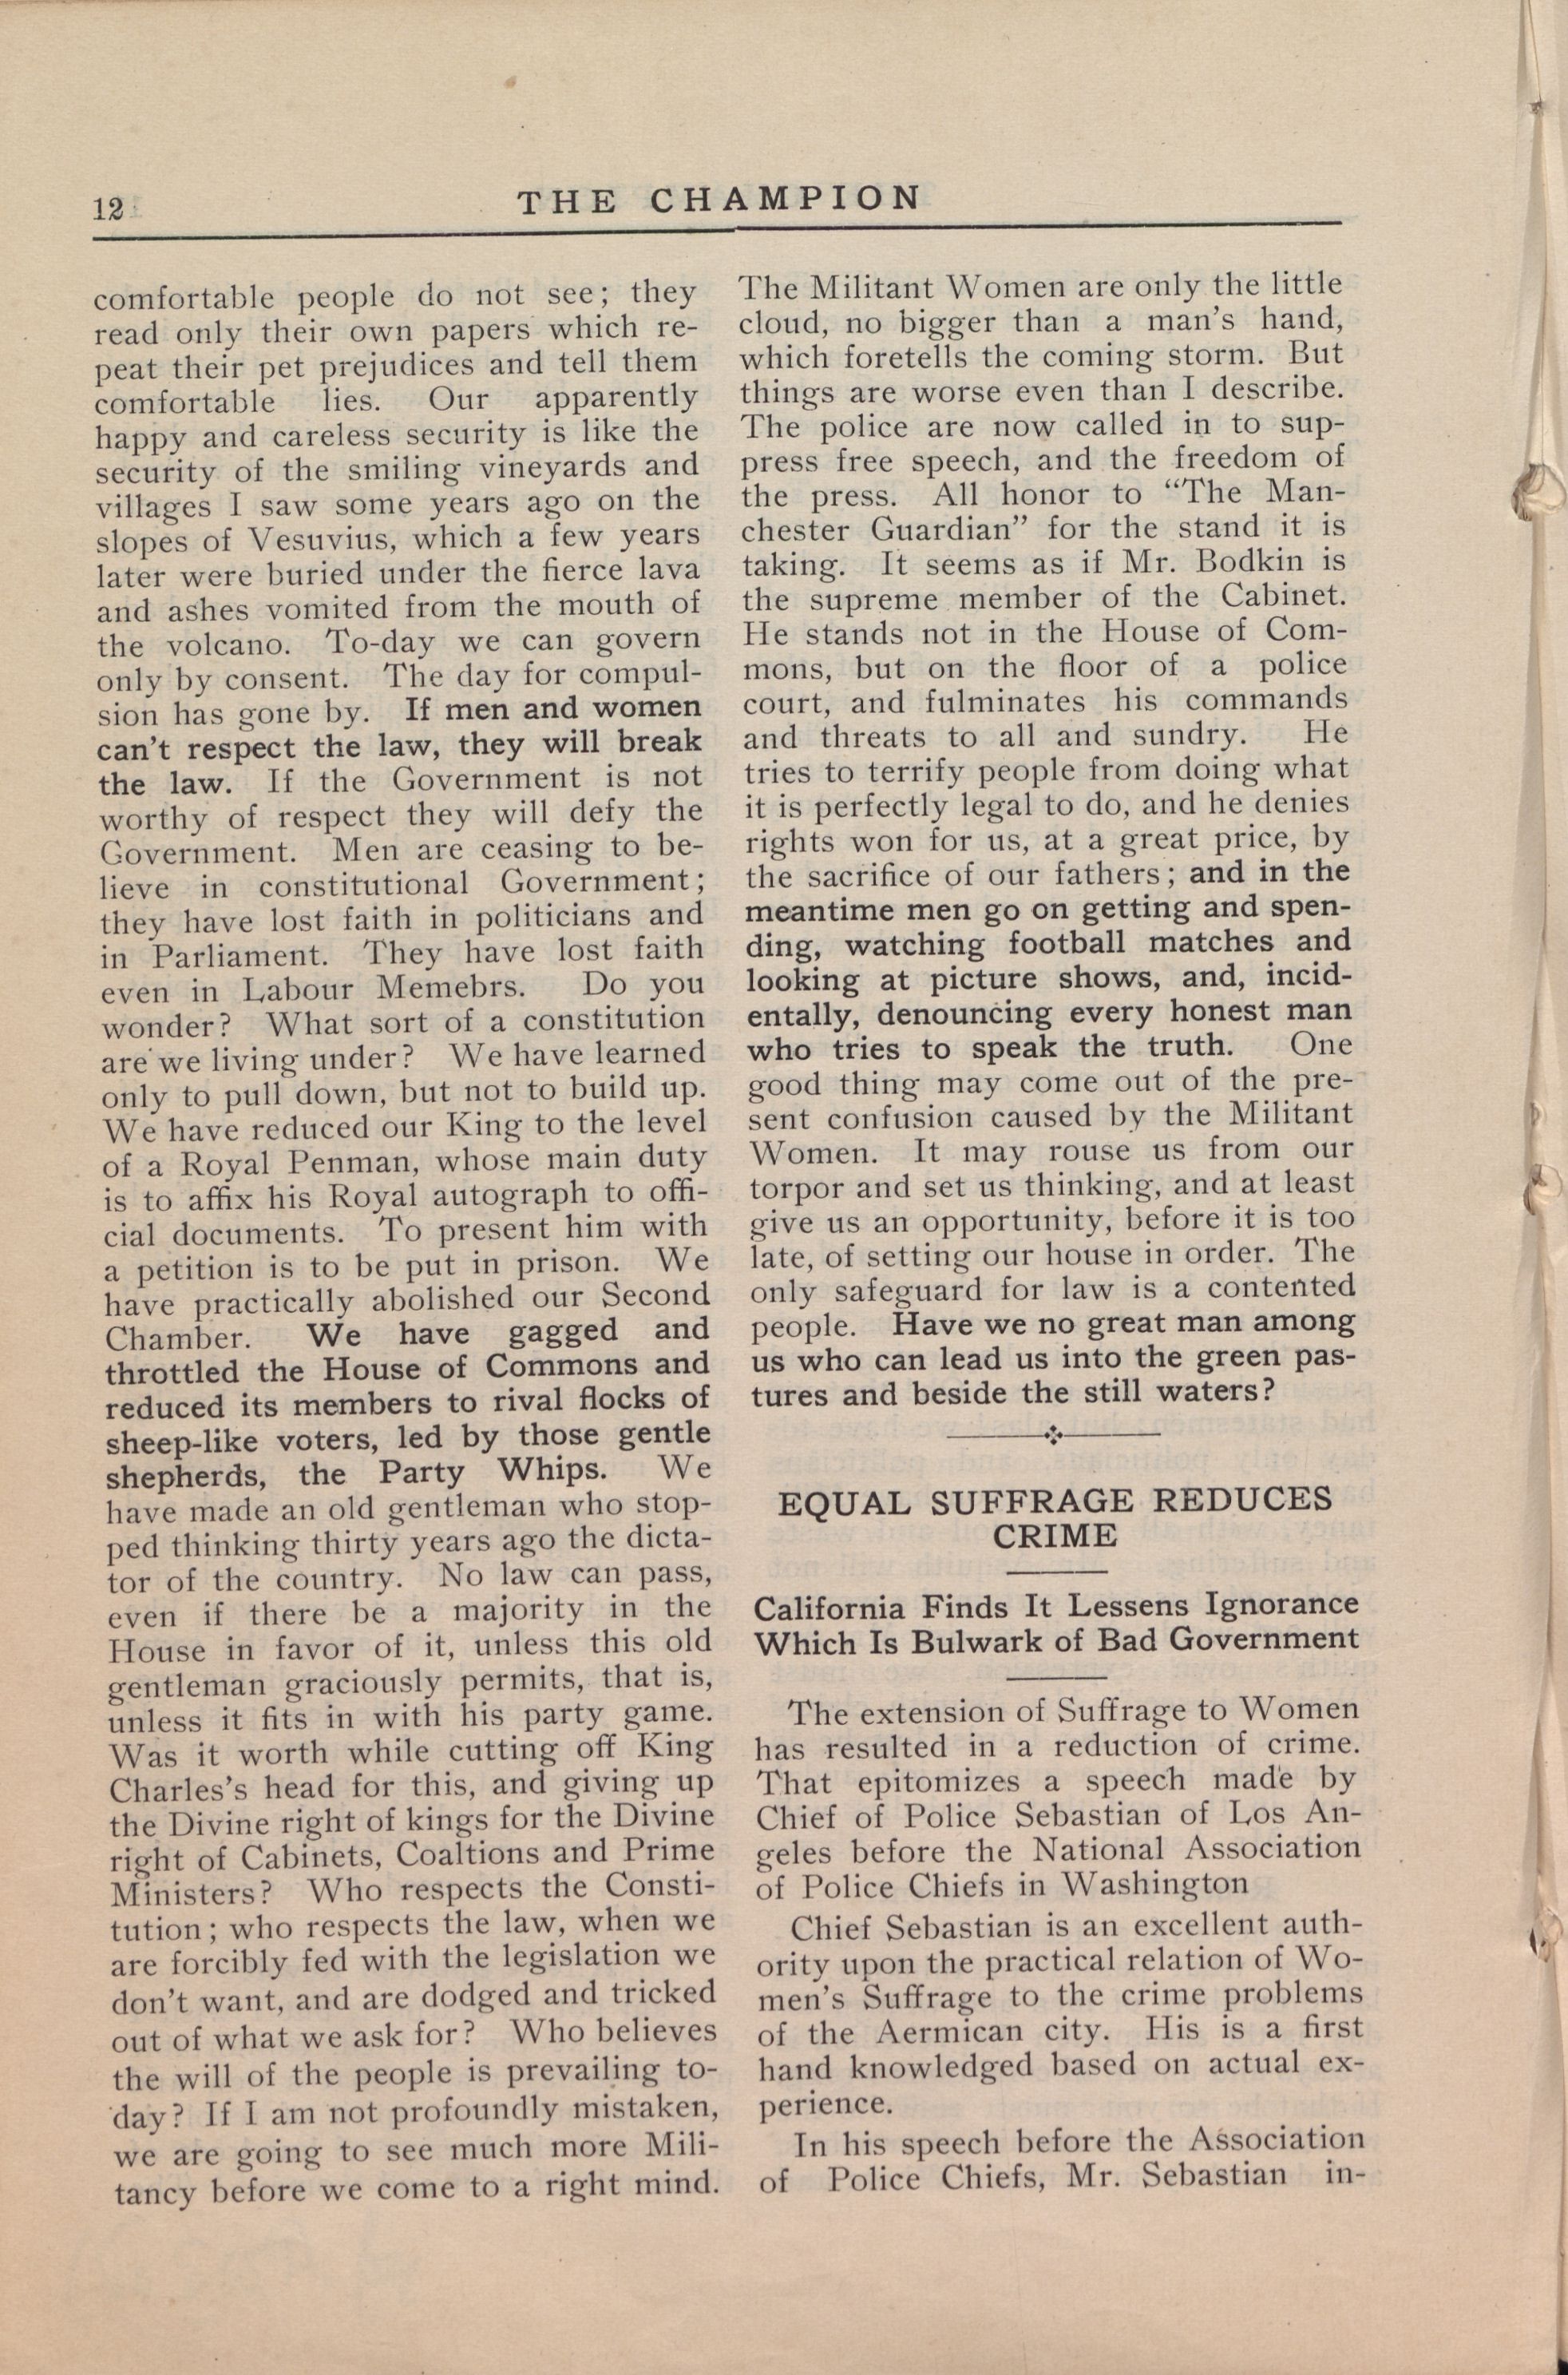 12
THE CHAMPION
comfortable people do not see; they
read only their own papers which re-
peat their pet prejudices and tell them
comfortable lies. Our apparently
happy and careless security is like the
security of the smiling vineyards and
villages I saw some years ago on the
slopes of Vesuvius, which a few years
later were buried under the fierce lava
and ashes vomited from the mouth of
the volcano. To-day we can govern
only by consent. The day for compul-
sion has gone by. If men and women
can't respect the law, they will break
the law. If the Government is not
worthy of respect they will defy the
Government. Men are ceasing to be-
lieve in constitutional Government;
they have lost faith in politicians and
in Parliament. They have lost faith
even in Labour Memebrs. Do you
wonder? What sort of a constitution
are we living under? We have learned
only to pull down, but not to build up.
We have reduced our King to the level
of a Royal Penman, whose main duty
is to affix his Royal autograph to offi-
cial documents. To present him with
a petition is to be put in prison. We
have practically abolished our Second
Chamber. We have gagged and
throttled the House of Commons and
reduced its members to rival flocks of
sheep-like voters, led by those gentle
shepherds, the Party Whips. We
have made an old gentleman who stop-
ped thinking thirty years ago the dicta-
tor of the country. No law can pass,
even if there be a majority in the
House in favor of it, unless this old
gentleman graciously permits, that is,
unless it fits in with his party game.
Was it worth while cutting off King
Charles's head for this, and giving up
the Divine right of kings for the Divine
right of Cabinets, Coaltions and Prime
Ministers? Who respects the Consti-
tution; who respects the law, when we
are forcibly fed with the legislation we
don't want, and are dodged and tricked
out of what we ask for? Who believes
the will of the people is prevailing to-
day? If I am not profoundly mistaken,
we are going to see much more Mili-
tancy before we come to a right mind.
The Militant Women are only the little
cloud, no bigger than a man's hand,
which foretells the coming storm. But
things are worse even than I describe.
The police are now called in to sup-
press free speech, and the freedom of
the press. All honor to "The Man-
chester Guardian" for the stand it is
taking. It seems as if Mr. Bodkin is
the supreme member of the Cabinet.
He stands not in the House of Com-
mons, but on the floor of a police
court, and fulminates his commands
and threats to all and sundry. He
tries to terrify people from doing what
it is perfectly legal to do, and he denies
rights won for us, at a great price, by
the sacrifice of our fathers; and in the
meantime men go on getting and spen-
ding, watching football matches and
looking at picture shows, and, incid-
entally, denouncing every honest man
who tries to speak the truth. One
good thing may come out of the pre-
sent confusion caused by the Militant
Women. It may rouse us from our
torpor and set us thinking, and at least
give us an opportunity, before it is too
late, of setting our house in order. The
only safeguard for law is a contented
people. Have we no great man among
us who can lead us into the green pas-
tures and beside the still waters?
EQUAL SUFFRAGE REDUCES
CRIME
California Finds It Lessens Ignorance
Which Is Bulwark of Bad Government
The extension of Suffrage to Women
has resulted in a reduction of crime.
That epitomizes a speech made by
Chief of Police Sebastian of Los An-
geles before the National Association
of Police Chiefs in Washington
Chief Sebastian is an excellent auth-
ority upon the practical relation of Wo-
men's Suffrage to the crime problems
of the Aermican city. His is a first
hand knowledged based on actual ex-
perience.
In his speech before the Association
of Police Chiefs, Mr. Sebastian in-